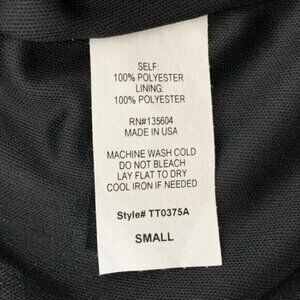 SELF:
100% POLYESTER
LINING:
100% POLYESTER
RN#135604
MADE IN USA
MACHINE WASH COLD
DO NOT BLEACH
LAY FLAT TO DRY
COOL IRON IF NEEDED
Style# TT0375A
SMALL